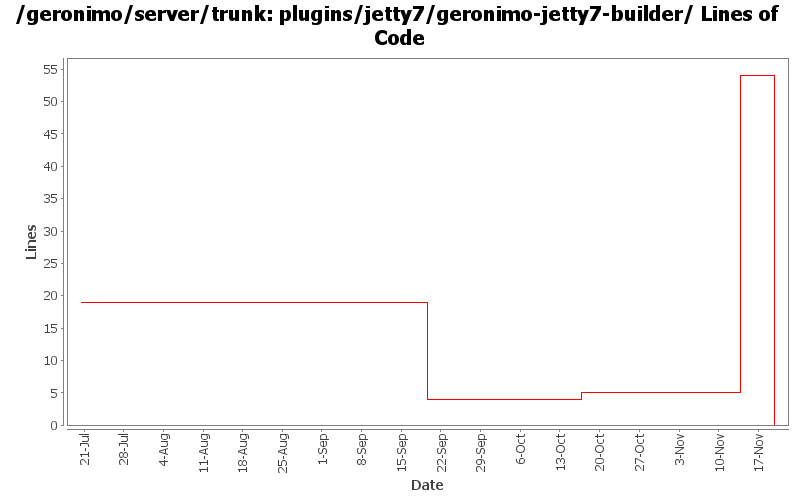 /geronimo/server/trunk: plugins/jetty7/geronimo-jetty7-builder/ Lines of
Code
Lines
55
50
45
40
35
30
25
20
15
10
5
0
21-Jul
28-Jul
4-Aug
11-Aug
18-Aug
25-Aug
1-Sep
8-Sep
15-Sep
22-Sep
29-Sep
6-Oct
13-Oct
20-Oct
27-Oct
3-Nov
10-Nov
17-Nov
Date